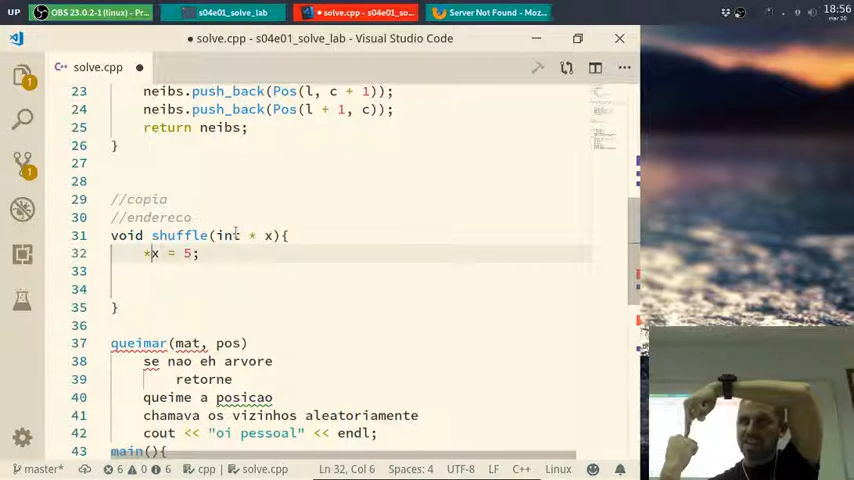 UP
OBS 23.0.2-1 (linux) - Pr...
s04e01_solve_lab
● solve.cpp - s04e01_so...
Server Not Found - Moz...
18:56
mar 20
● solve.cpp - s04e01_solve_lab - Visual Studio Code
solve.cpp ●
23 neibs.push_back(Pos(l, c + 1));
24 neibs.push_back(Pos(l + 1, c));
25 return neibs;
26 }
27
28
29 //copia
30 //endereco
31 void shuffle(int * x){
32 *x = 5;
33
34
35 }
36
37 queimar(mat, pos)
38 se nao eh arvore
39 retorne
40 queime a posicao
41 chamava os vizinhos aleatoriamente
42 cout << "oi pessoal" << endl;
43 main(){
master* 6 0 6 cpp | solve.cpp Ln 32, Col 6 Spaces: 4 UTF-8 LF C++ Linux